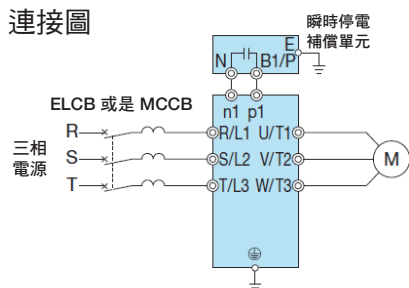 連接圖
瞬時停電
補償單元
E
N B1/P
ELCB 或是 MCCB
n1 p1
三相
電源
R R/L1 U/T1
S S/L2 V/T2 M
T T/L3 W/T3